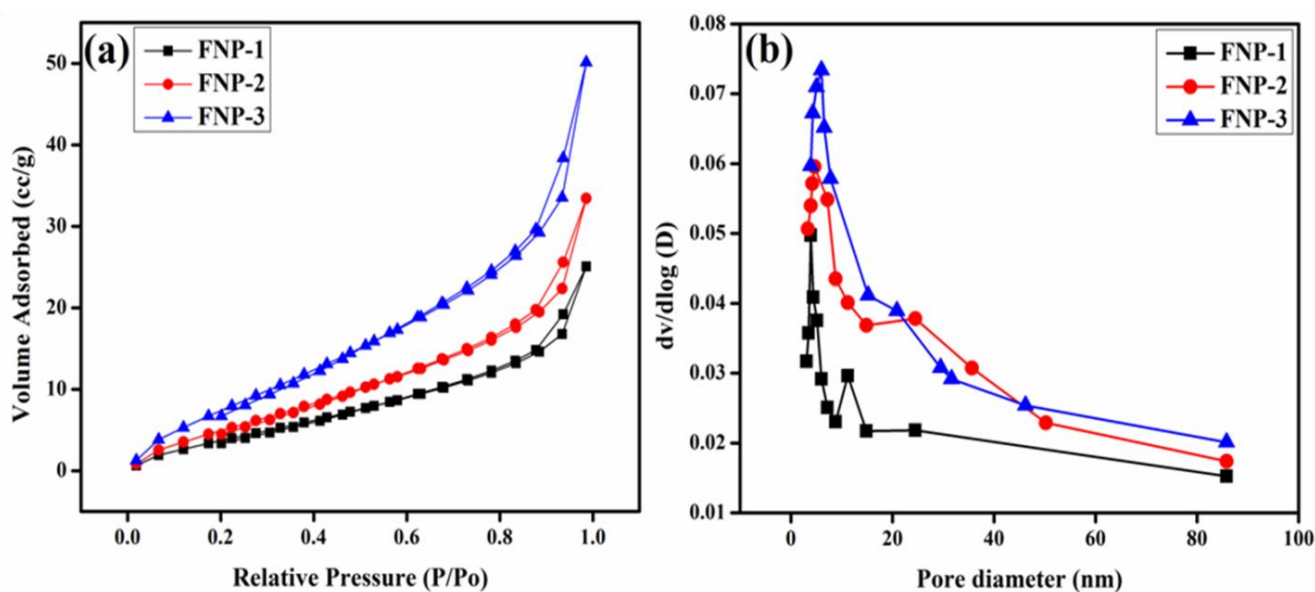 (a)
FNP-1
FNP-2
FNP-3
Volume Adsorbed (cc/g)
50
40
30
20
10
0
0.0 0.2 0.4 0.6 0.8 1.0
Relative Pressure (P/Po)
(b)
FNP-1
FNP-2
FNP-3
dv/dlog (D)
0.08
0.07
0.06
0.05
0.04
0.03
0.02
0.01
0 20 40 60 80 100
Pore diameter (nm)